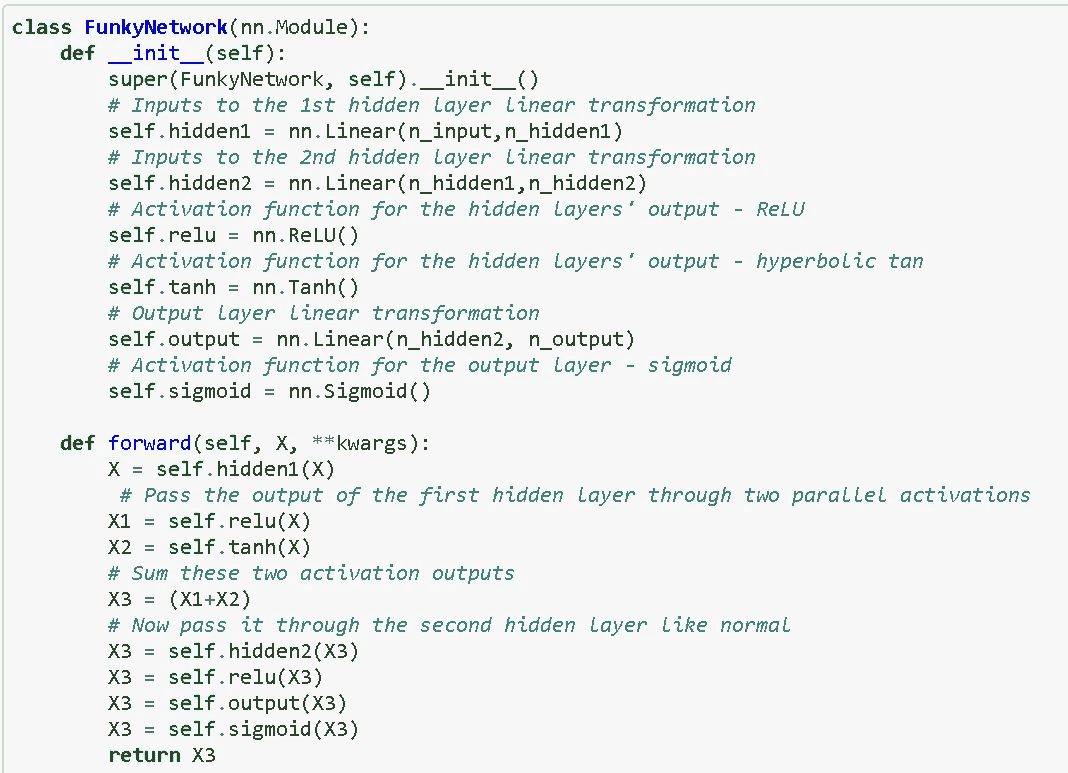 class FunkyNetwork(nn.Module):
    def __init__(self):
        super(FunkyNetwork, self).__init__()
        # Inputs to the 1st hidden layer linear transformation
        self.hidden1 = nn.Linear(n_input,n_hidden1)
        # Inputs to the 2nd hidden layer linear transformation
        self.hidden2 = nn.Linear(n_hidden1,n_hidden2)
        # Activation function for the hidden layers' output - ReLU
        self.relu = nn.ReLU()
        # Activation function for the hidden layers' output - hyperbolic tan
        self.tanh = nn.Tanh()
        # Output layer linear transformation
        self.output = nn.Linear(n_hidden2, n_output)
        # Activation function for the output layer - sigmoid
        self.sigmoid = nn.Sigmoid()

    def forward(self, X, **kwargs):
        X = self.hidden1(X)
         # Pass the output of the first hidden layer through two parallel activations
        X1 = self.relu(X)
        X2 = self.tanh(X)
        # Sum these two activation outputs
        X3 = (X1+X2)
        # Now pass it through the second hidden layer like normal
        X3 = self.hidden2(X3)
        X3 = self.relu(X3)
        X3 = self.output(X3)
        X3 = self.sigmoid(X3)
        return X3